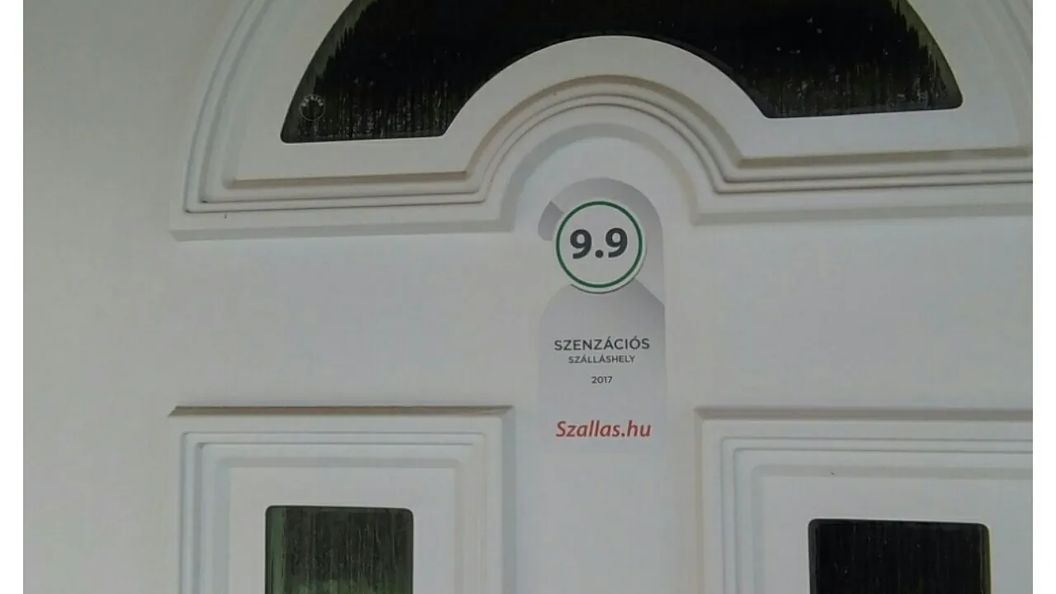 9.9
SZENZÁCIÓS
SZÁLLÁSHELY
2017
Szallas.hu